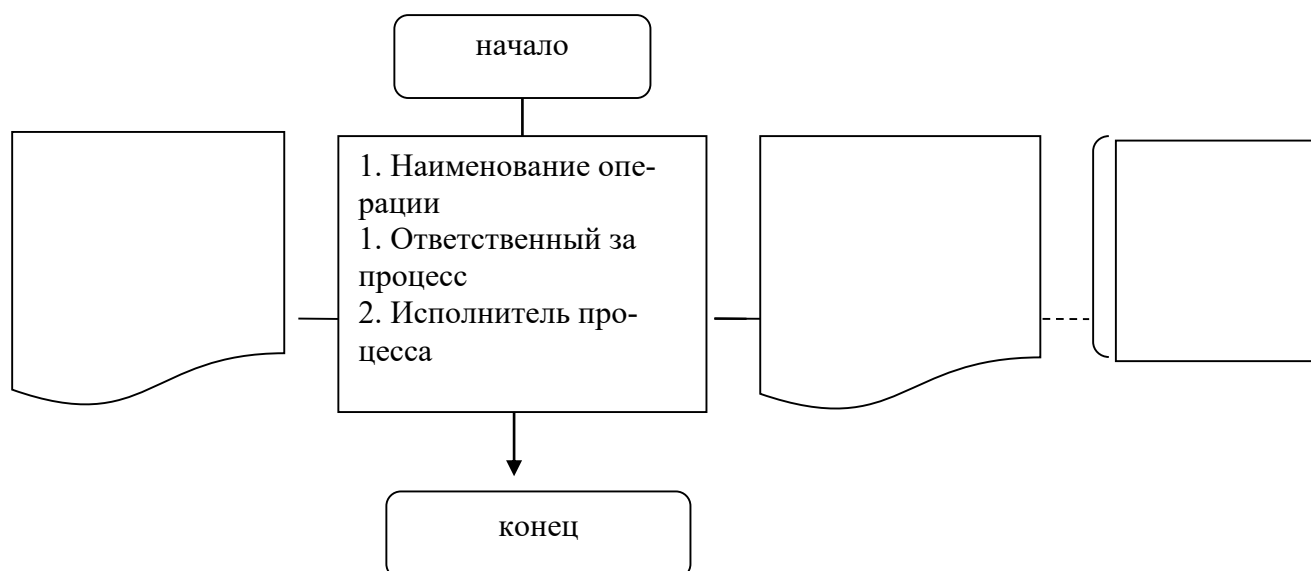 начало
1. Наименование опе-
рации
1. Ответственный за
процесс
2. Исполнитель про-
цесса
конец